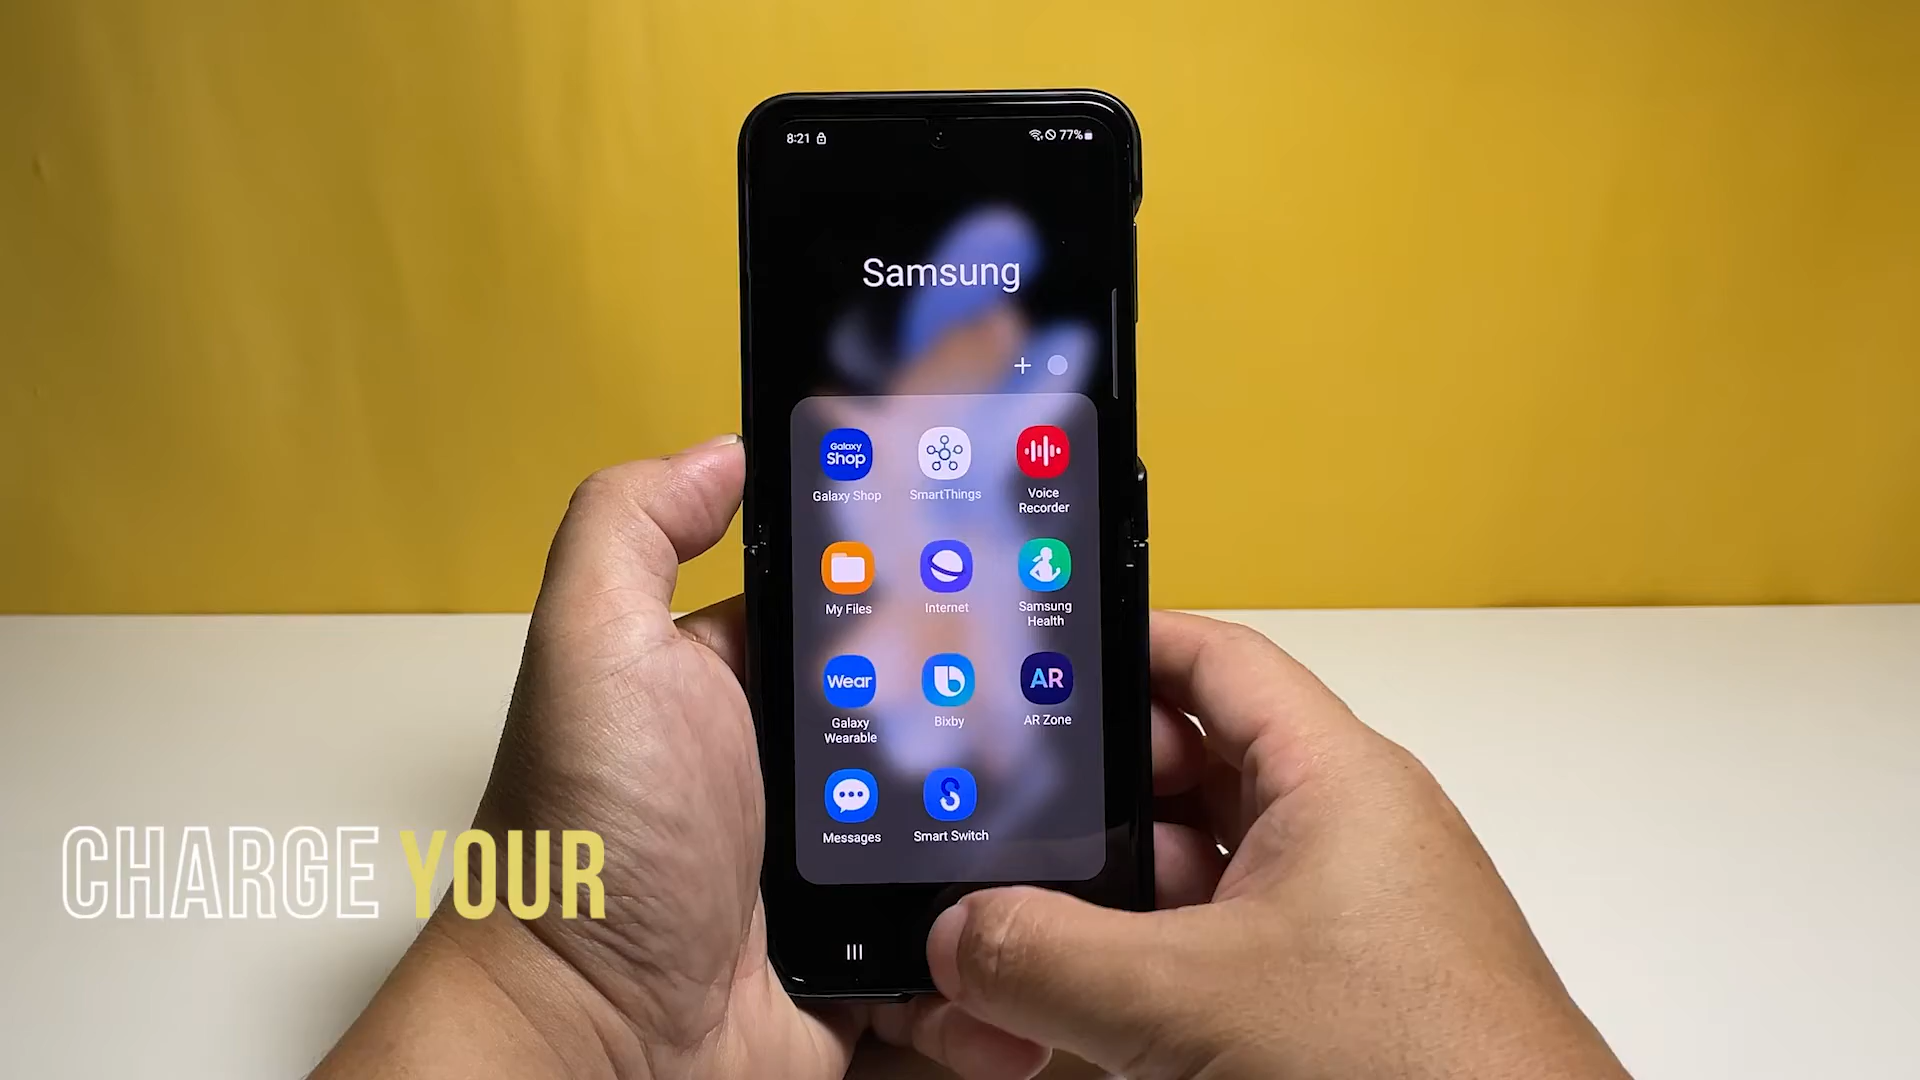 8:21
77%
Samsung
+
Galaxy Shop
Galaxy Shop
SmartThings
Voice
Recorder
My Files
Internet
Samsung
Health
Wear
Galaxy
Wearable
Bixby
AR
AR Zone
Messages
Smart Switch
CHARGE YOUR